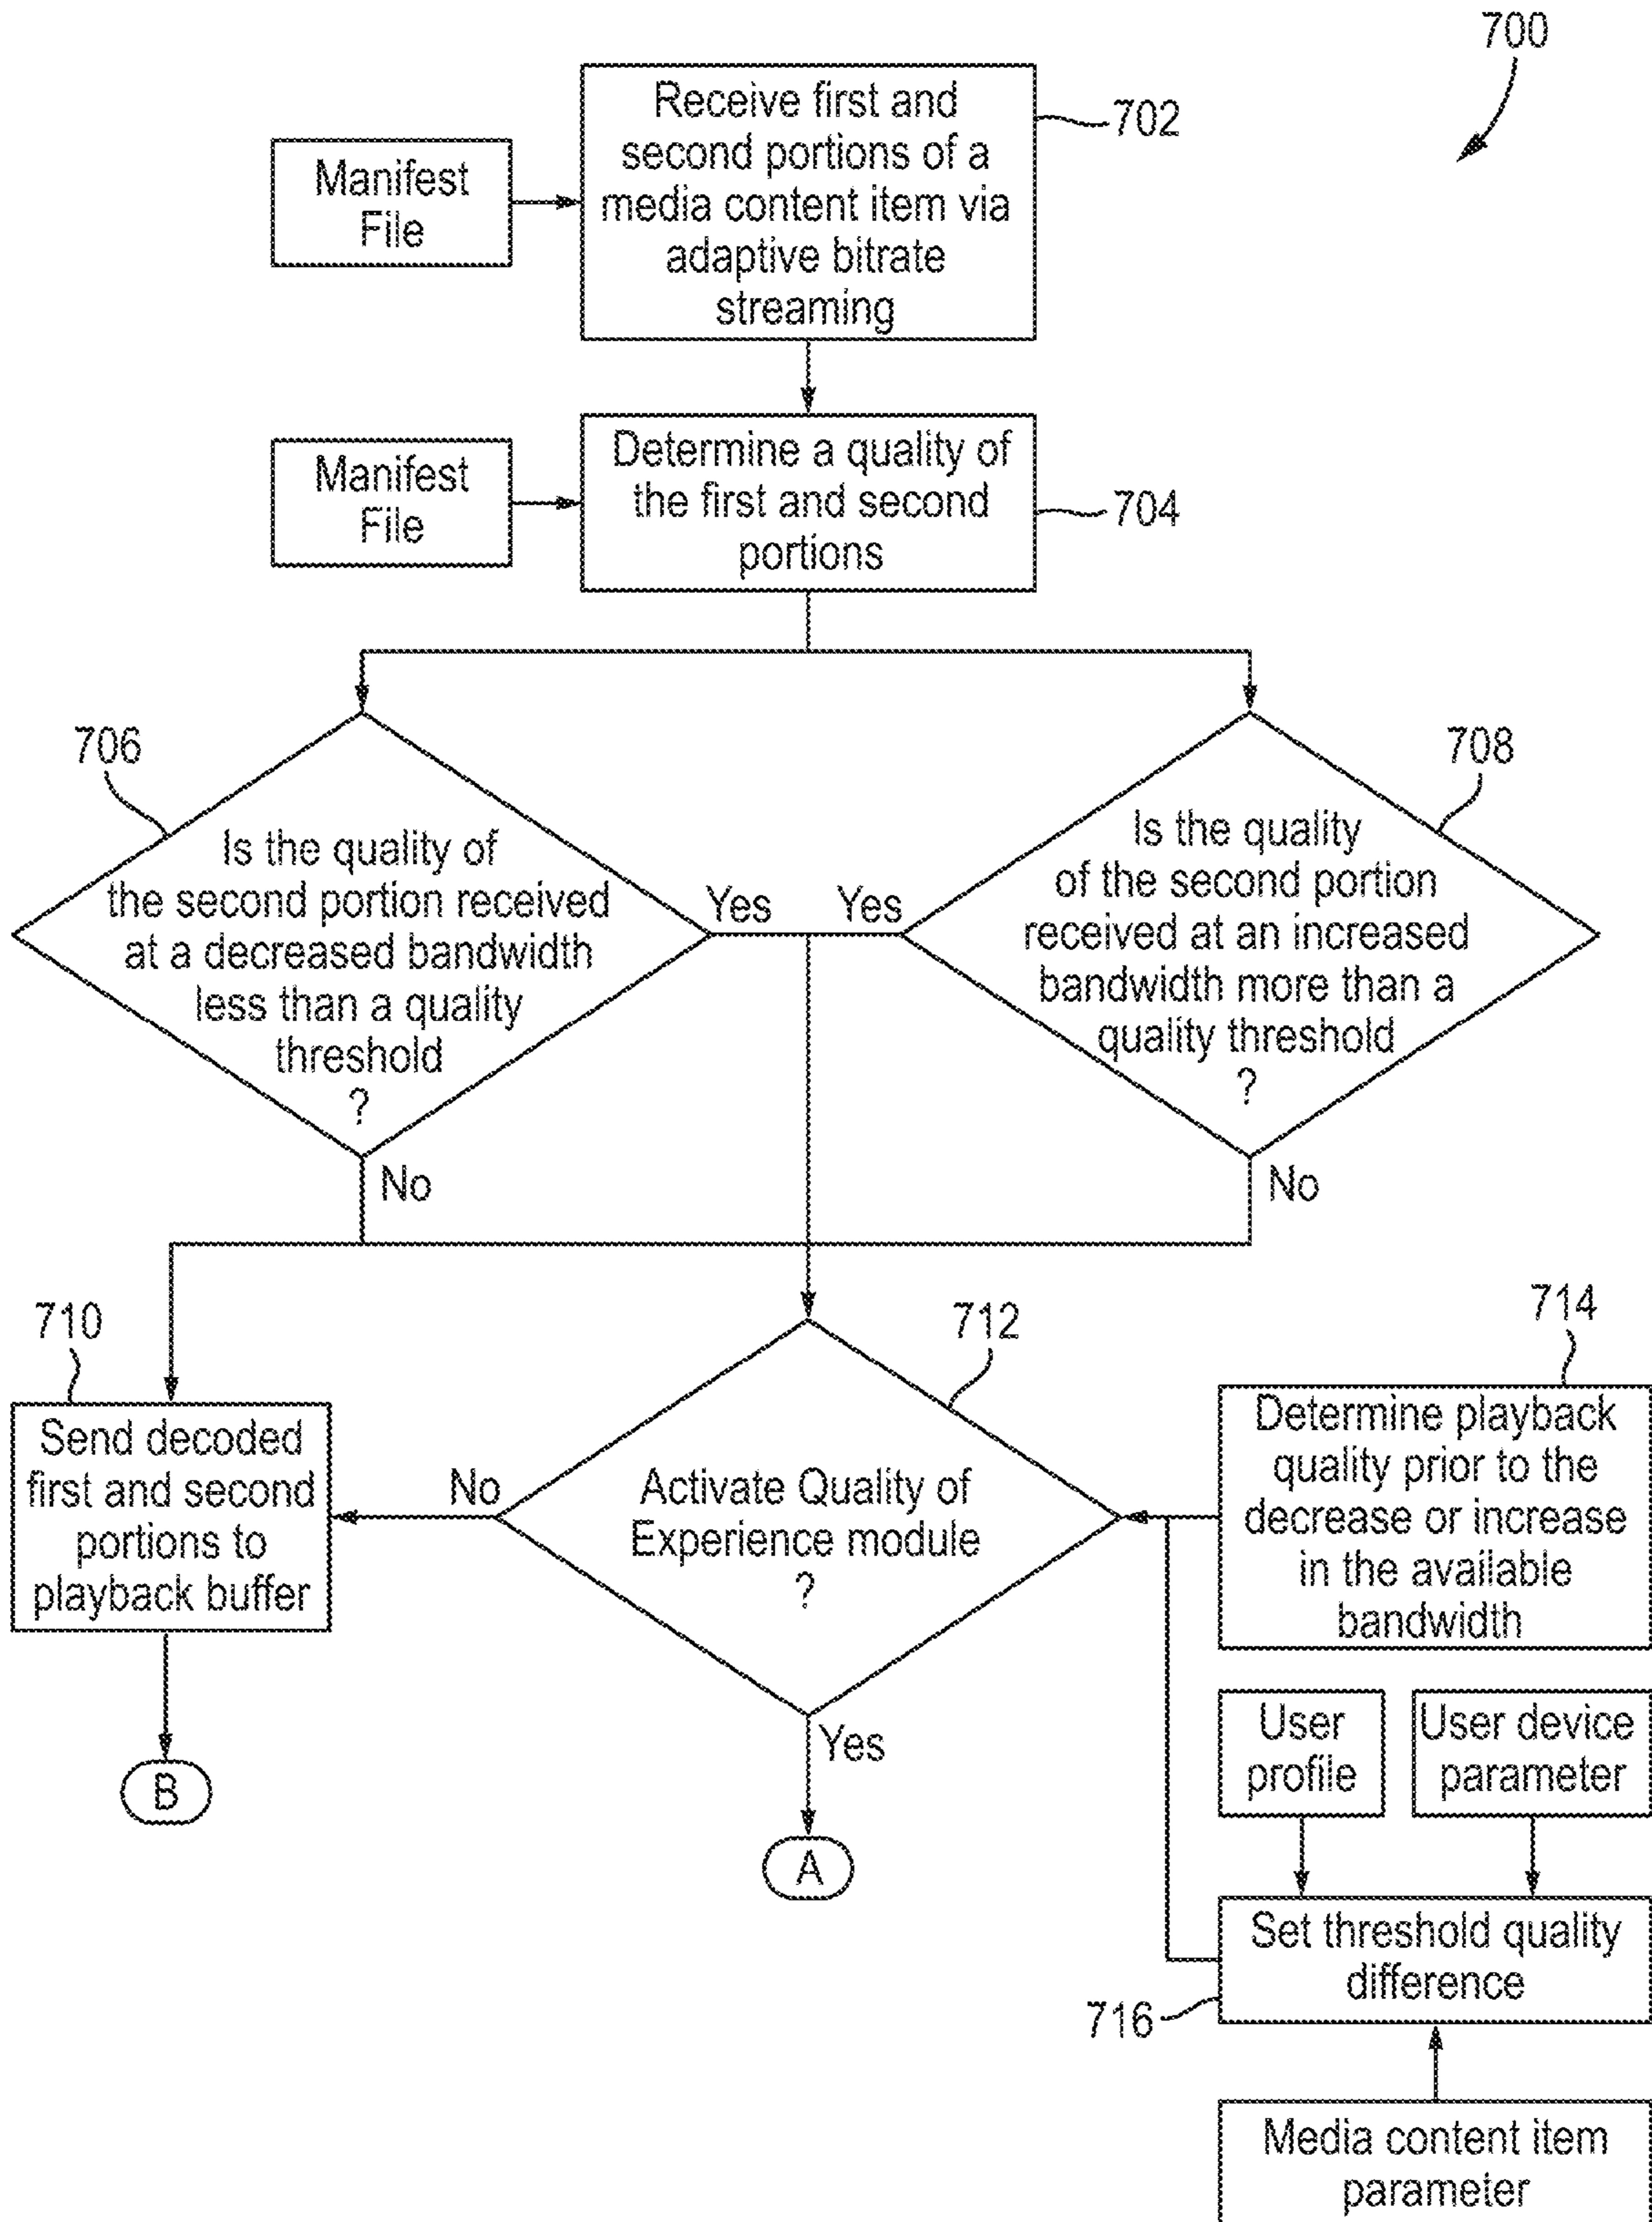 700
Receive first and
second portions of a
media content item via
adaptive bitrate
streaming
702
Manifest
File
Determine a quality of
the first and second
portions
704
Manifest
File
706
Is the quality of
the second portion received
at a decreased bandwidth
less than a quality
threshold
?
Yes
No
708
Is the quality
of the second portion
received at an increased
bandwidth more than a
quality threshold
?
Yes
No
710
Send decoded
first and second
portions to
playback buffer
B
712
Activate Quality of
Experience module
?
No
Yes
A
714
Determine playback
quality prior to the
decrease or increase
in the available
bandwidth
User
profile
User device
parameter
Set threshold quality
difference
716
Media content item
parameter